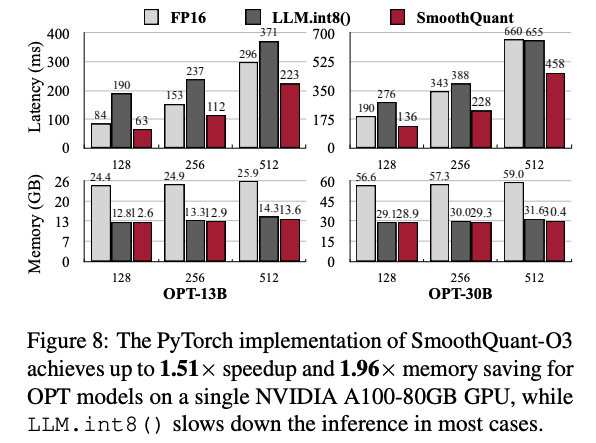 FP16 LLM.int8() SmoothQuant
Latency (ms)
400
300
200
100
0
84 190 63
153 237 112
296 371 223
128 256 512
700
525
350
175
0
190 276 136
343 388 228
660 655 458
128 256 512
Memory (GB)
26
20
13
7
0
24.4 12.8 12.6
24.9 13.3 12.9
25.9 14.3 13.6
128 256 512
OPT-13B
60
45
30
15
0
56.6 29.1 28.9
57.3 30.0 29.3
59.0 31.6 30.4
128 256 512
OPT-30B
Figure 8: The PyTorch implementation of SmoothQuant-O3
achieves up to 1.51× speedup and 1.96× memory saving for
OPT models on a single NVIDIA A100-80GB GPU, while
LLM.int8() slows down the inference in most cases.